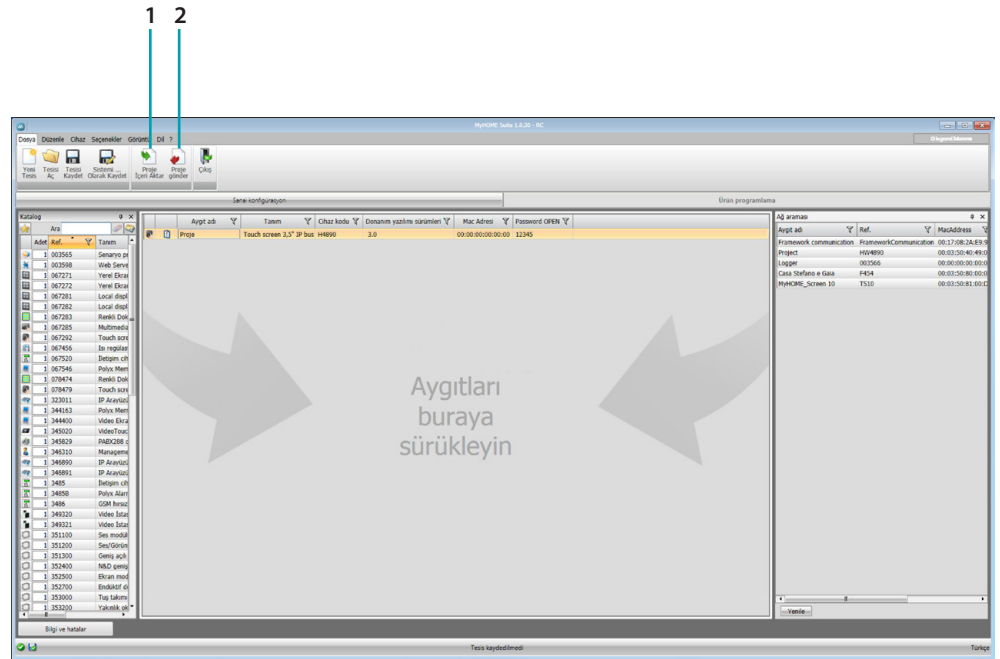 1 2
MyHOME Suite 1.0.30 - RC
Dosya Düzenle Cihaz Seçenekler Görüntü Dil ?
Yeni Tesis
Tesisi Aç
Tesisi Kaydet
Sistemi ... Olarak Kaydet
Proje İçeri Aktar
Proje gönder
Çıkış
Sanal konfigürasyon
Ürün programlama
Katalog
Ara
Adet Ref. Tanım
1 003565 Senaryo pr
1 003598 Web Serve
1 067271 Yerel Ekra
1 067272 Yerel Ekra
1 067281 Local displ
1 067282 Local displ
1 067283 Renkli Dok
1 067285 Multimedia
1 067292 Touch scre
1 067456 Isı regülas
1 067520 İletişim cih
1 067546 Polyx Mem
1 078474 Renkli Dok
1 078479 Touch scre
1 323011 IP Arayüzü
1 344163 Polyx Mem
1 344400 Video Ekra
1 345020 VideoTouc
1 345829 PABX288 c
1 346310 Manageme
1 346890 IP Arayüzü
1 346891 IP Arayüzü
1 3485 İletişim cih
1 3485B Polyx Alarr
1 3486 GSM hırsız
1 349320 Video İstas
1 349321 Video İstas
1 351100 Ses modül
1 351200 Ses/Görün
1 351300 Geniş açılı
1 352400 N&D geniş
1 352500 Ekran mod
1 352700 Endüktif d
1 353000 Tuş takımı
1 353200 Yakınlık ok
Aygıt adı Tanım Cihaz kodu Donanım yazılım sürümleri Mac Adresi Password OPEN
Proje Touch screen 3,5" IP bus H4890 3.0 00:00:00:00:00:00 12345
Aygıtları
buraya
sürükleyin
Ağ araması
Aygıt adı Ref. MacAddress
Framework communication FrameworkCommunication 00:17:08:2A:E9:9
Project HW4890 00:03:50:40:49:0
Logger 003566 00:00:00:00:00:0
Casa Stefano e Gaia F454 00:03:50:80:00:0
MyHOME_Screen 10 TS10 00:03:50:81:00:D
Yenile
Bilgi ve hatalar
Tesis kaydedilmedi
Türkçe